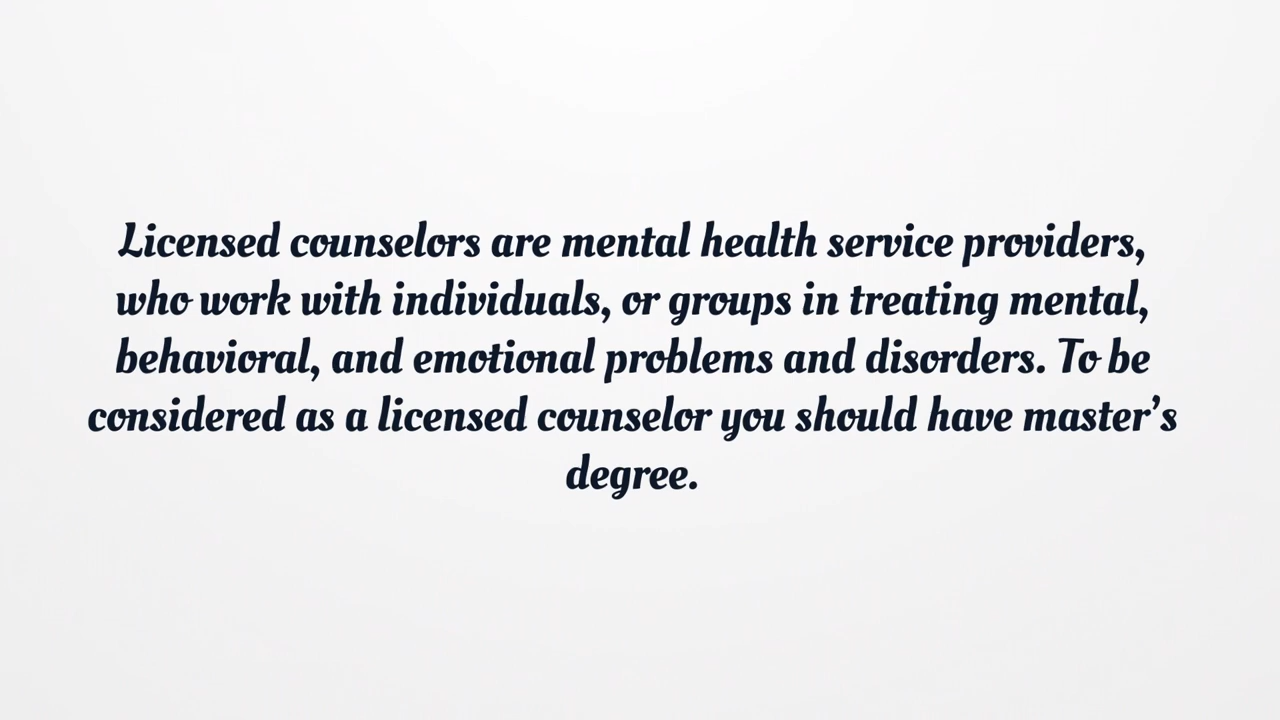 Licensed counselors are mental health service providers,
who work with individuals, or groups in treating mental,
behavioral, and emotional problems and disorders. To be
considered as a licensed counselor you should have master’s
degree.